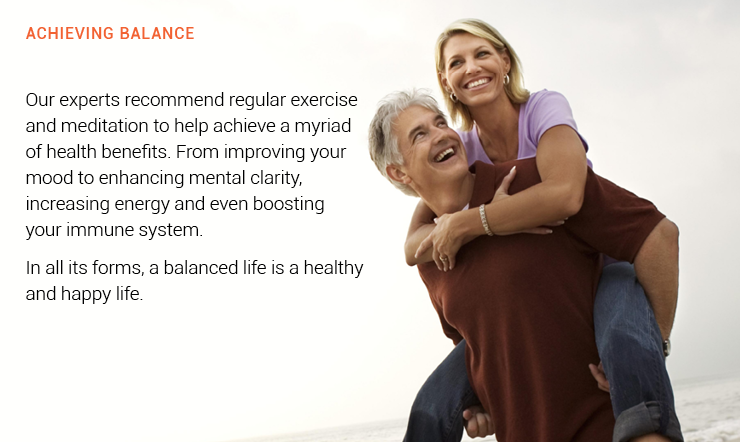 ACHIEVING BALANCE
Our experts recommend regular exercise
and meditation to help achieve a myriad
of health benefits. From improving your
mood to enhancing mental clarity,
increasing energy and even boosting
your immune system.
In all its forms, a balanced life is a healthy
and happy life.